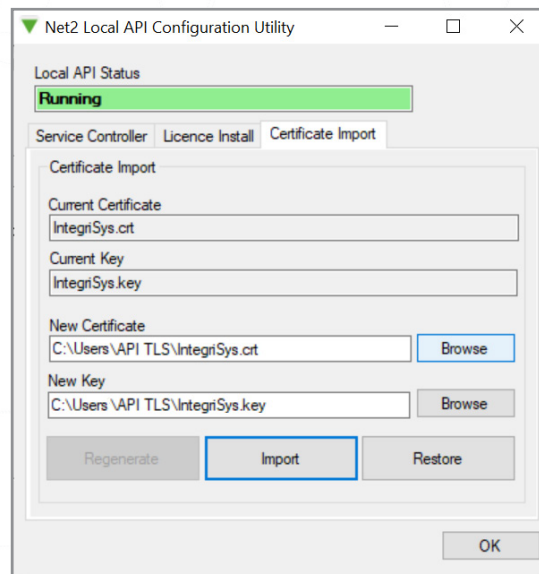 Net2 Local API Configuration Utility
Local API Status
Running
Service Controller Licence Install Certificate Import
Certificate Import
Current Certificate
IntegriSys.crt
Current Key
IntegriSys.key
New Certificate
C:\Users\API TLS\IntegriSys.crt Browse
New Key
C:\Users \API TLS\IntegriSys.key Browse
Regenerate Import Restore
OK